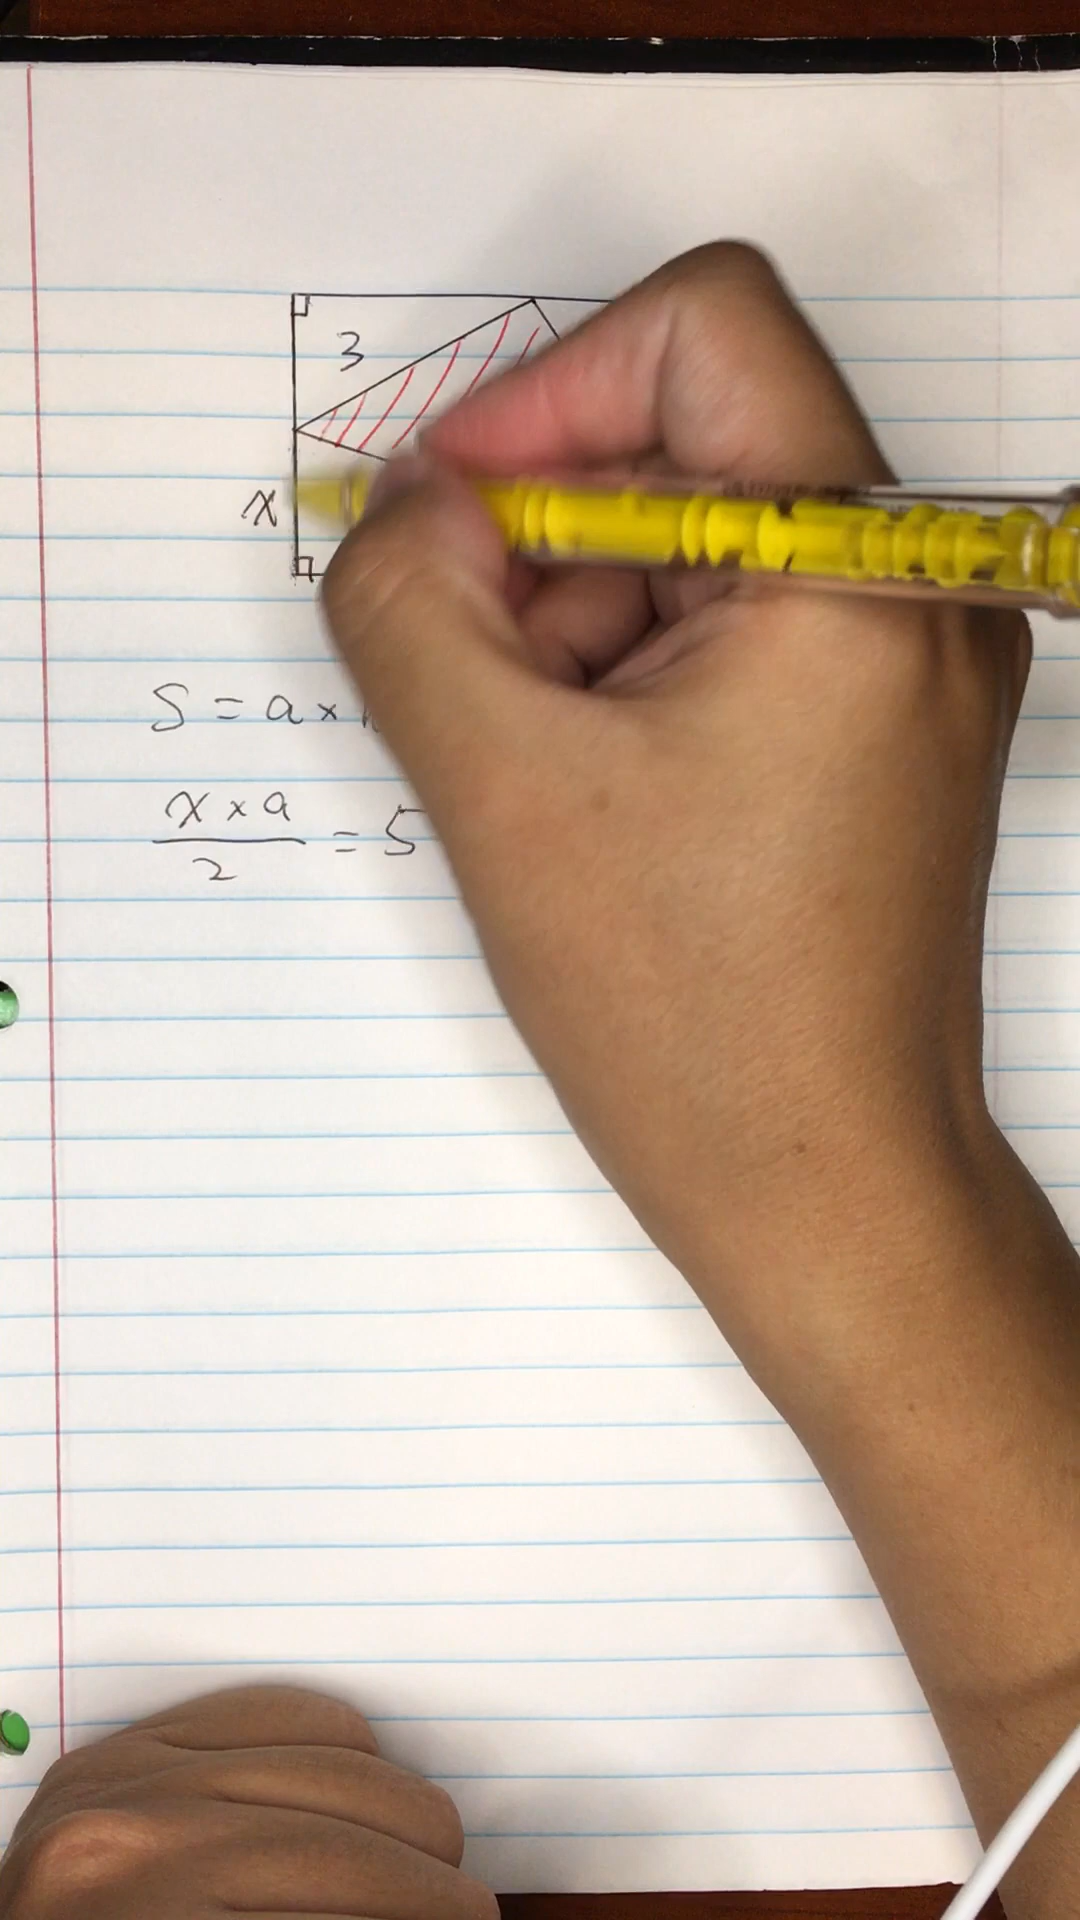 3
x
S = a ×
x × a
2
= 5